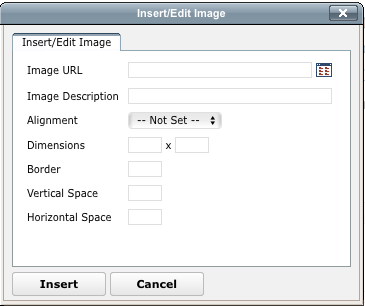 Insert/Edit Image
Insert/Edit Image
Image URL
Image Description
Alignment -- Not Set --
Dimensions x
Border
Vertical Space
Horizontal Space
Insert Cancel